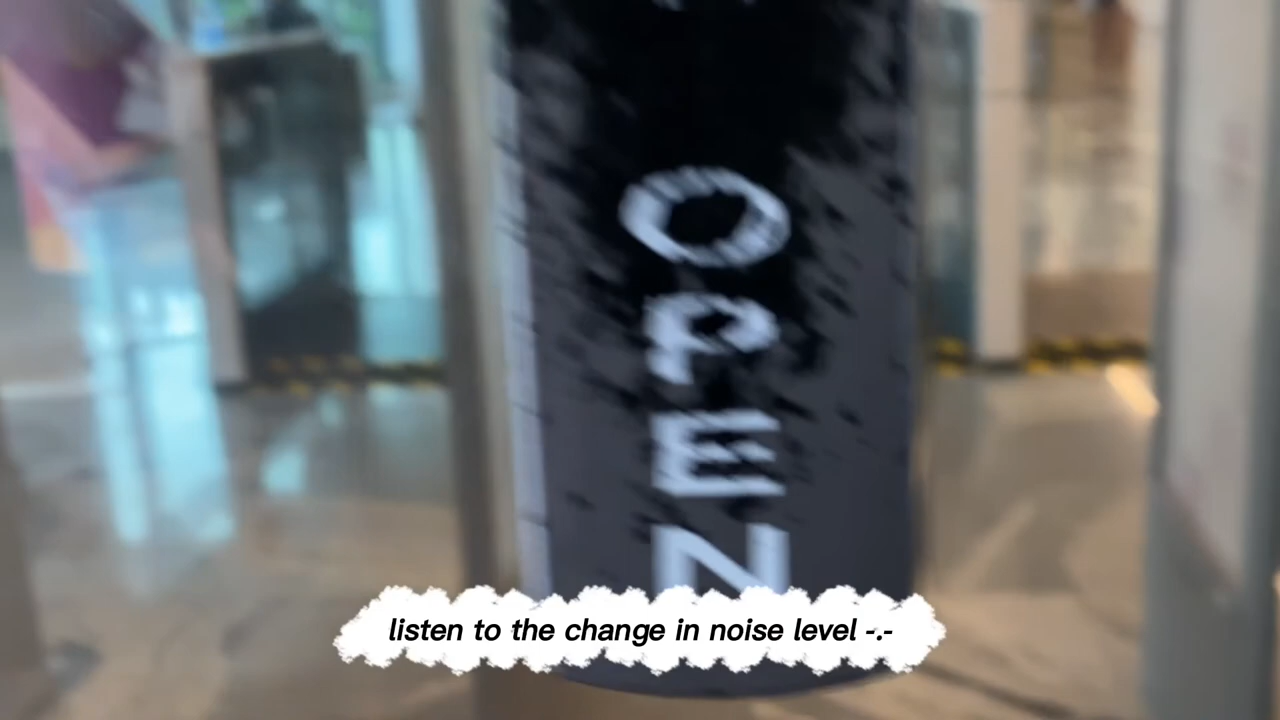 OPEN
listen to the change in noise level -.-